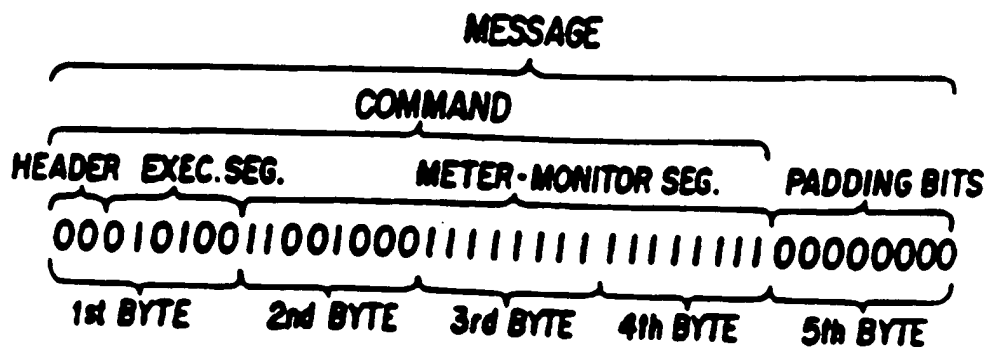 MESSAGE
COMMAND
HEADER EXEC. SEG. METER-MONITOR SEG. PADDING BITS
0001010011001000111111111111111100000000
1st BYTE 2nd BYTE 3rd BYTE 4th BYTE 5th BYTE